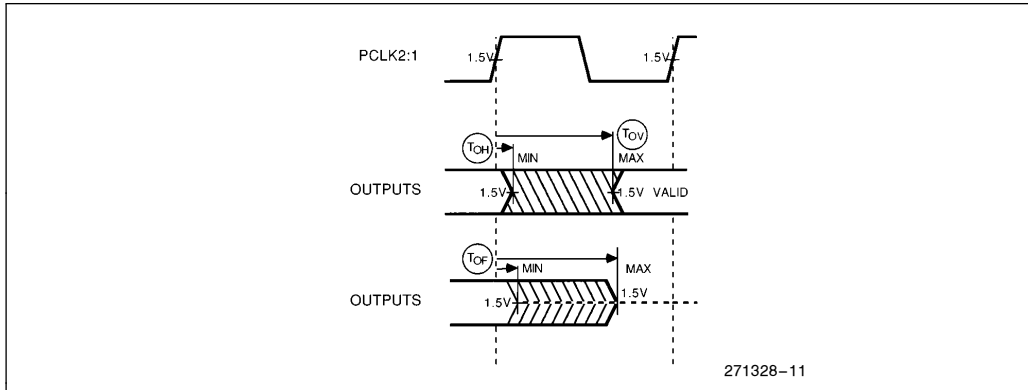 PCLK2:1
1.5V
1.5V
TOH
TOV
MIN
MAX
OUTPUTS
1.5V
1.5V
VALID
TOF
MIN
MAX
OUTPUTS
1.5V
1.5V
271328-11